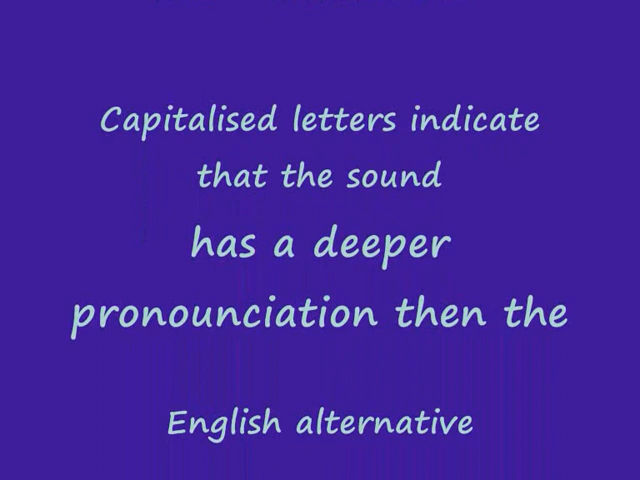 Capitalised letters indicate
that the sound
has a deeper
pronounciation then the
English alternative